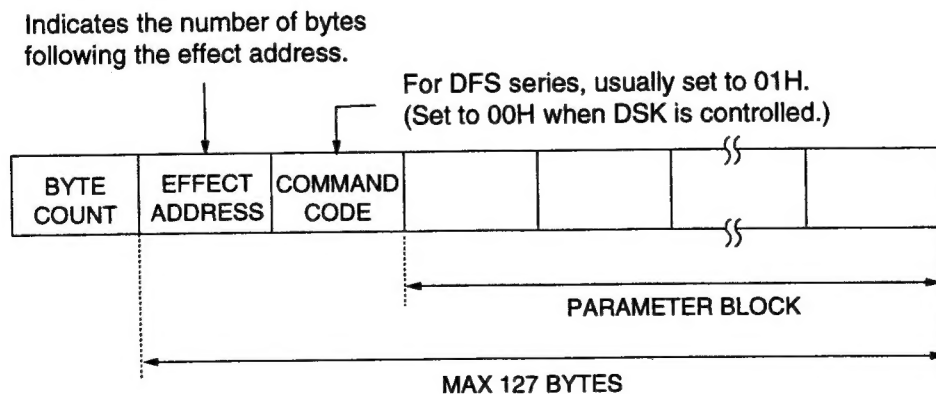 Indicates the number of bytes
following the effect address.
For DFS series, usually set to 01H.
(Set to 00H when DSK is controlled.)
BYTE
COUNT
EFFECT
ADDRESS
COMMAND
CODE
PARAMETER BLOCK
MAX 127 BYTES